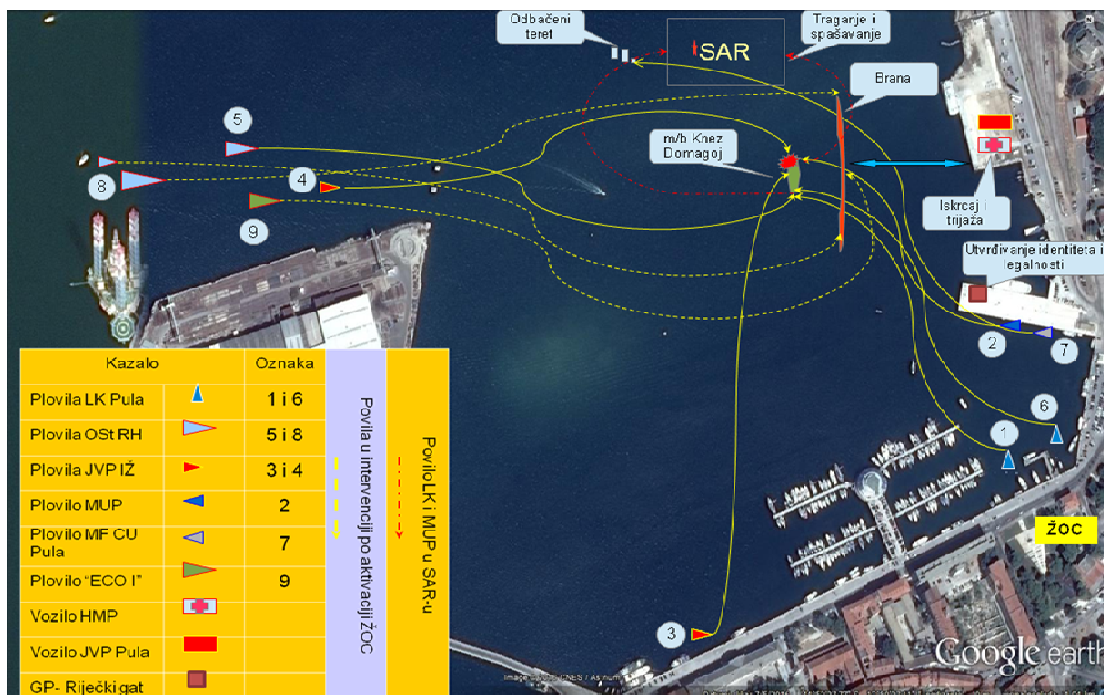 Odbačeni
teret
SAR
Traganje i
spašavanje
Brana
m/b Knez
Domagoj
5
8
4
9
Iskrcaj i
trijaža
Utvrđivanje identiteta i
legalnosti
2
7
6
1
3
ŽOC
Kazalo
Oznaka
Plovila LK Pula
1 i 6
Plovila OSt RH
5 i 8
Plovila JVP IŽ
3 i 4
Plovilo MUP
2
Plovilo MF CU
Pula
7
Plovilo "ECO I"
9
Vozilo HMP
Vozilo JVP Pula
GP- Riječki gat
Povila u intervenciji po aktivaciji ŽOC
Povilo LK i MUP u SAR-u
Google earth